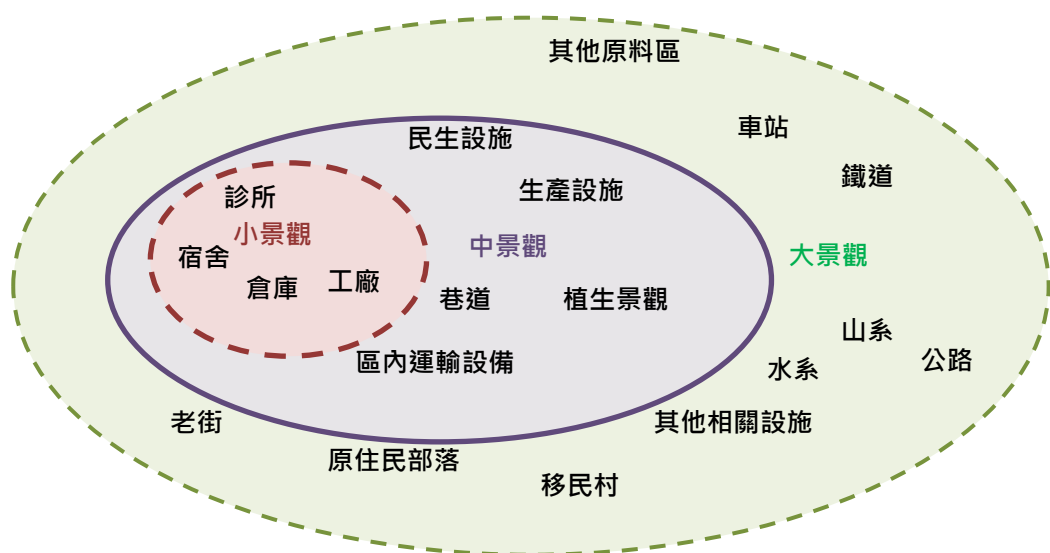 其他原料區
車站
民生設施
鐵道
生產設施
診所
小景觀
中景觀
大景觀
宿舍
倉庫
工廠
巷道
植生景觀
山系
公路
區內運輸設備
水系
老街
其他相關設施
原住民部落
移民村